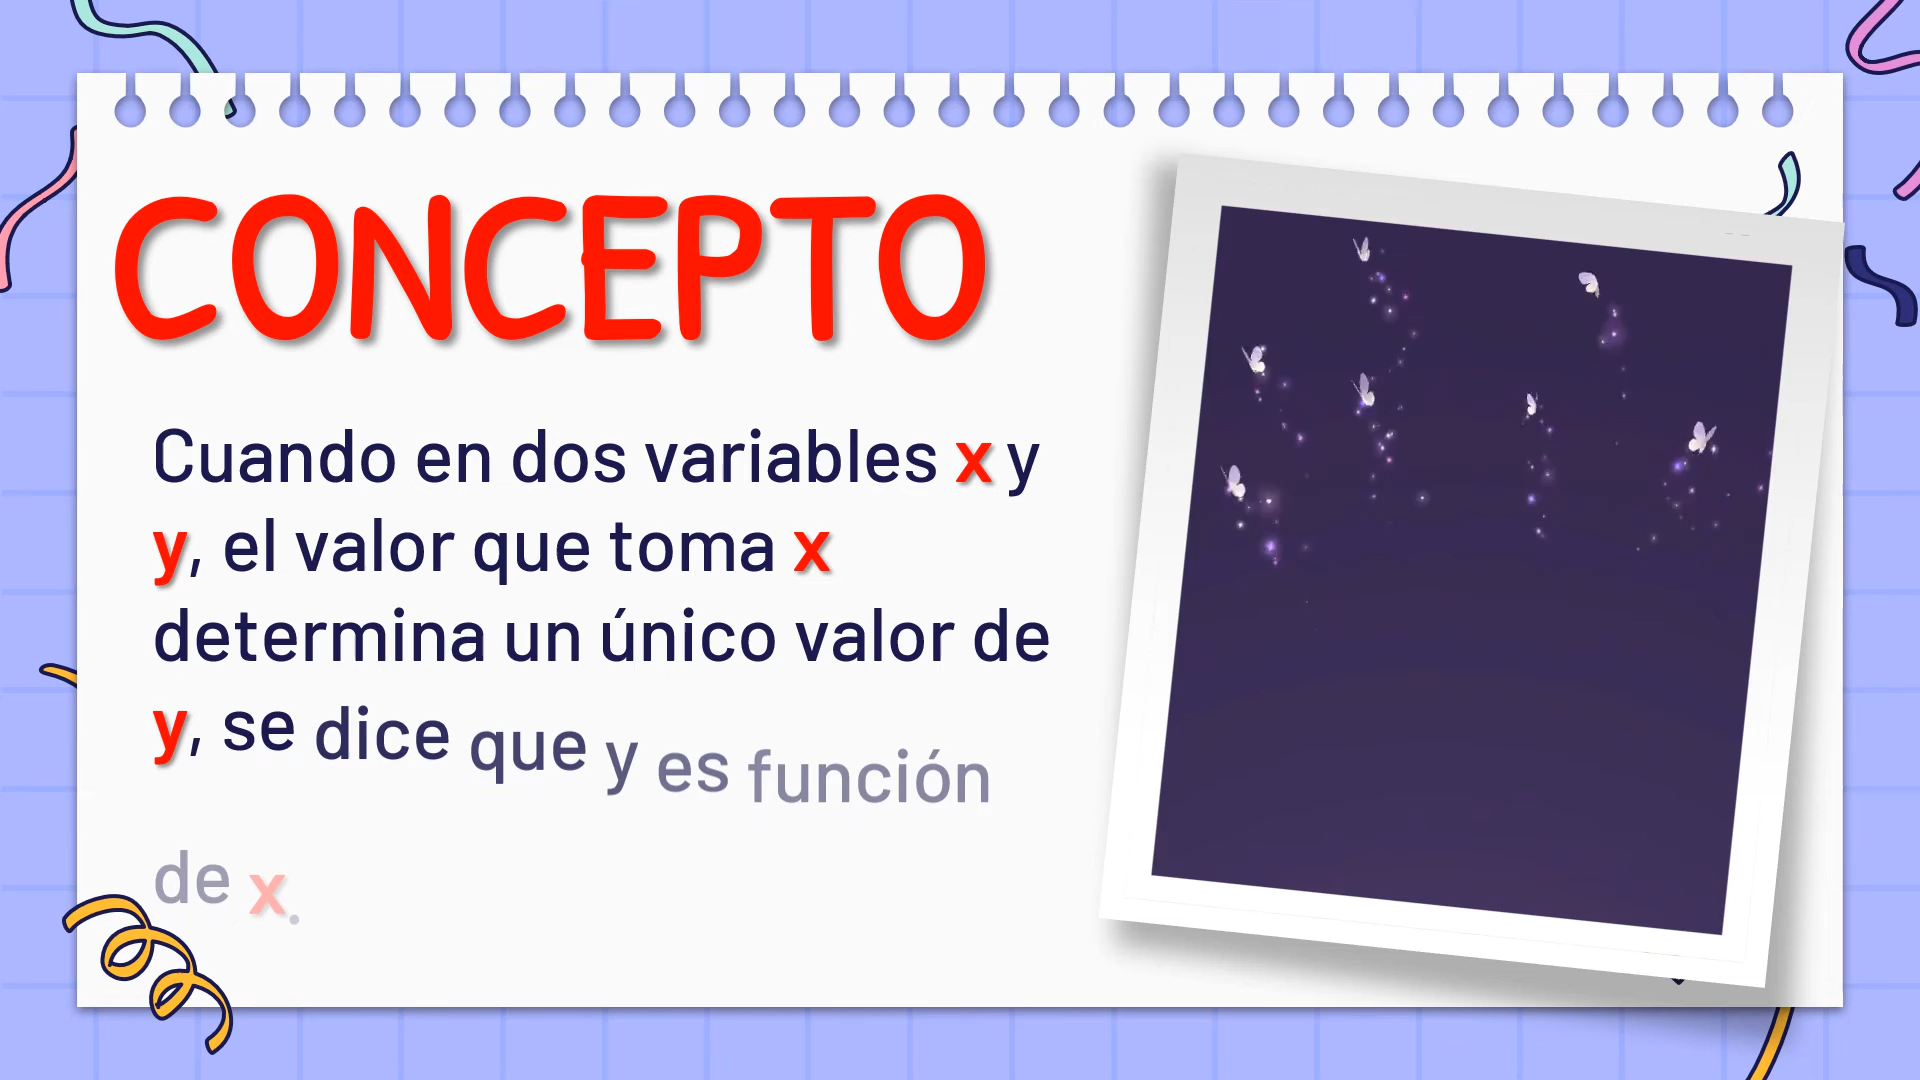 CONCEPTO
Cuando en dos variables x y
y, el valor que toma x
determina un único valor de
y, se dice que y es función
de x.